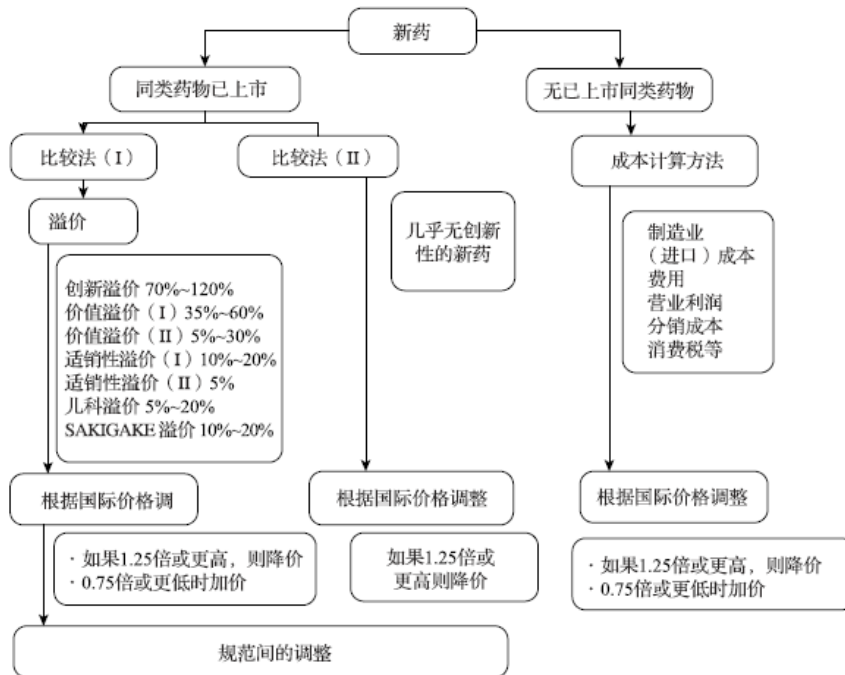 新药
同类药物已上市
无已上市同类药物
比较法（Ⅰ）
比较法（Ⅱ）
成本计算方法
溢价
几乎无创新
性的新药
制造业
（进口）成本
费用
营业利润
分销成本
消费税等
创新溢价 70%~120%
价值溢价（Ⅰ）35%~60%
价值溢价（Ⅱ）5%~30%
适销性溢价（Ⅰ）10%~20%
适销性溢价（Ⅱ）5%
儿科溢价 5%~20%
SAKIGAKE 溢价 10%~20%
根据国际价格调
根据国际价格调整
根据国际价格调整
· 如果1.25倍或更高，则降价
· 0.75倍或更低时加价
如果1.25倍或
更高则降价
· 如果1.25倍或更高，则降价
· 0.75倍或更低时加价
规范间的调整